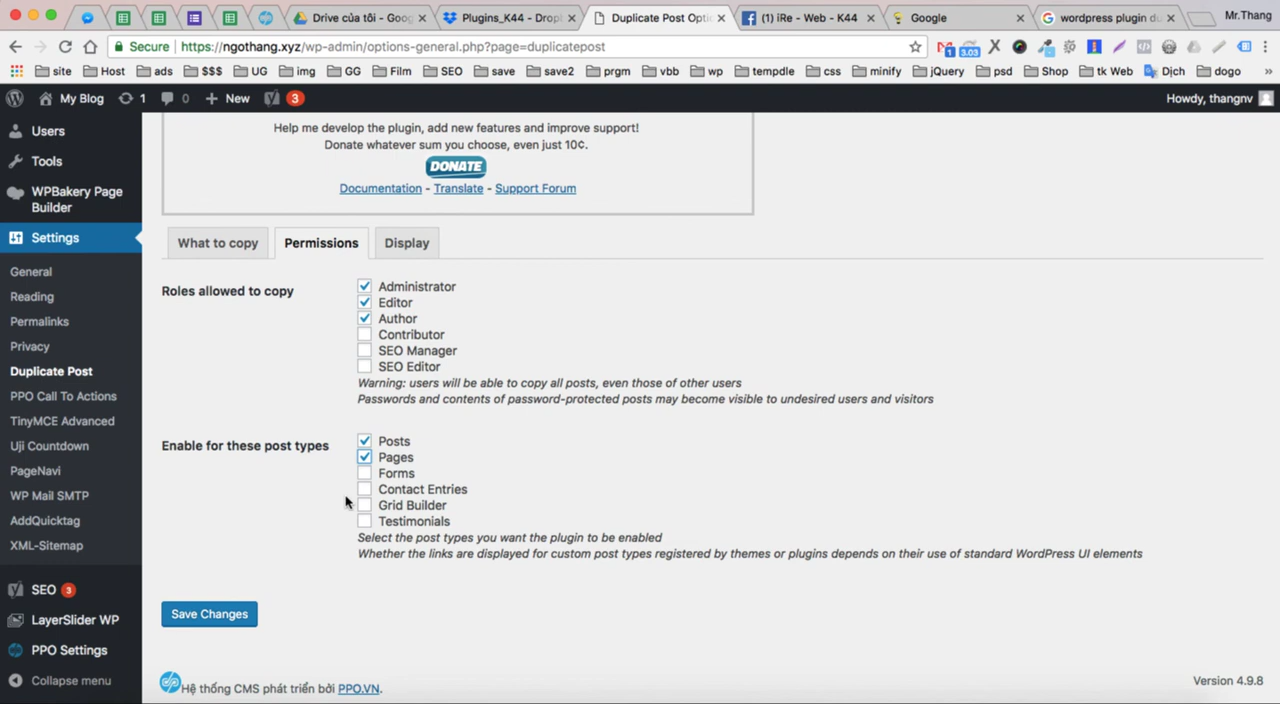 Drive của tôi - Goog
Plugins_K44 - Dropl
Duplicate Post Optio
(1) iRe - Web - K44
Google
wordpress plugin du
Mr.Thang
Secure
https://ngothang.xyz/wp-admin/options-general.php?page=duplicatepost
1
3.03
site
Host
ads
$$$
UG
img
GG
Film
SEO
save
save2
prgm
vbb
wp
tempdle
css
minify
jQuery
psd
Shop
tk Web
Dịch
dogo
»
My Blog
1
0
New
3
Howdy, thangnv
Users
Tools
WPBakery Page
Builder
Settings
General
Reading
Permalinks
Privacy
Duplicate Post
PPO Call To Actions
TinyMCE Advanced
Uji Countdown
PageNavi
WP Mail SMTP
AddQuicktag
XML-Sitemap
SEO 3
LayerSlider WP
PPO Settings
Collapse menu
Help me develop the plugin, add new features and improve support!
Donate whatever sum you choose, even just 10¢.
DONATE
Documentation - Translate - Support Forum
What to copy
Permissions
Display
Roles allowed to copy
Administrator
Editor
Author
Contributor
SEO Manager
SEO Editor
Warning: users will be able to copy all posts, even those of other users
Passwords and contents of password-protected posts may become visible to undesired users and visitors
Enable for these post types
Posts
Pages
Forms
Contact Entries
Grid Builder
Testimonials
Select the post types you want the plugin to be enabled
Whether the links are displayed for custom post types registered by themes or plugins depends on their use of standard WordPress UI elements
Save Changes
Hệ thống CMS phát triển bởi PPO.VN.
Version 4.9.8